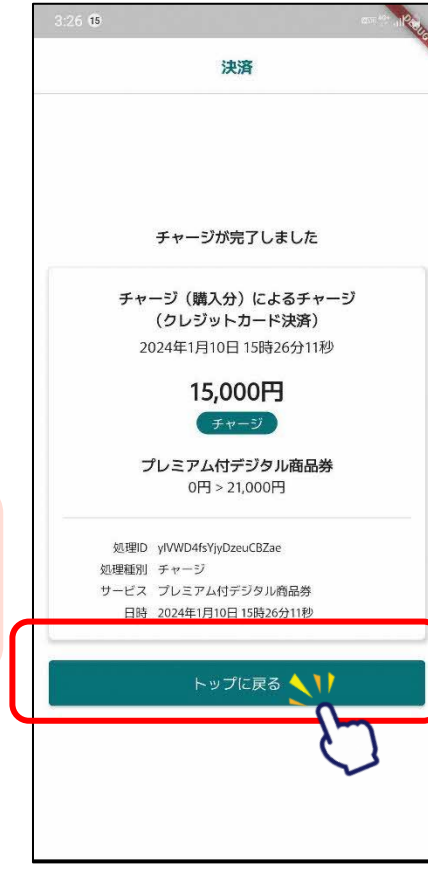 3:26 15
決済
チャージが完了しました
チャージ（購入分）によるチャージ
（クレジットカード決済）
2024年1月10日 15時26分11秒
15,000円
チャージ
プレミアム付デジタル商品券
0円 > 21,000円
処理ID yIVWD4fsYjyDzeuCBZae
処理種別 チャージ
サービス プレミアム付デジタル商品券
日時 2024年1月10日 15時26分11秒
トップに戻る